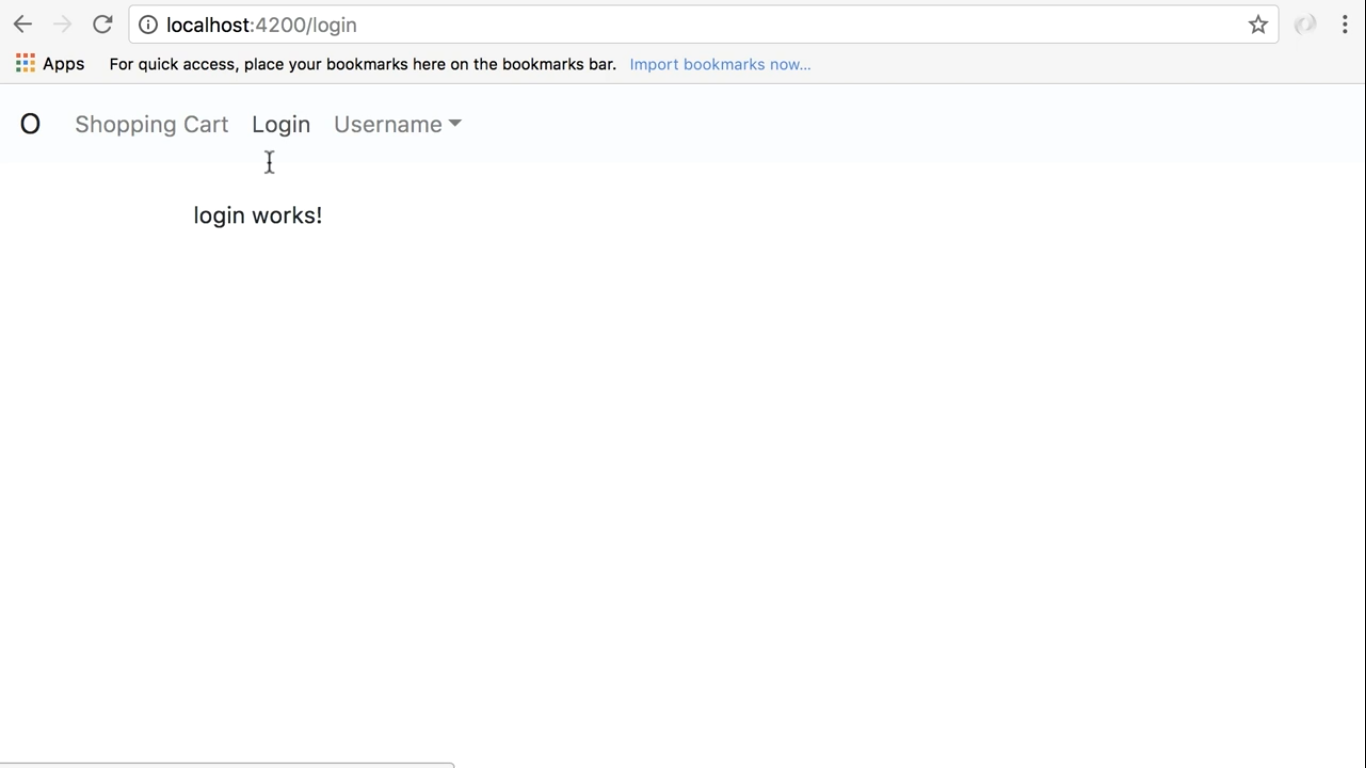 localhost:4200/login
Apps For quick access, place your bookmarks here on the bookmarks bar. Import bookmarks now...
O Shopping Cart Login Username
login works!